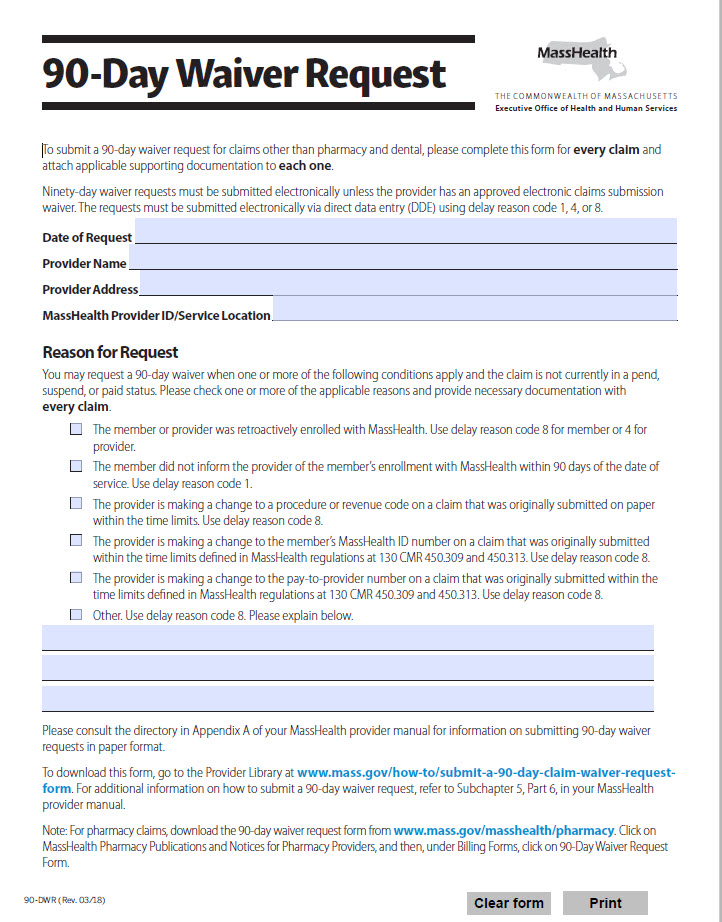 90-Day Waiver Request
MassHealth
THE COMMONWEALTH OF MASSACHUSETTS
Executive Office of Health and Human Services
To submit a 90-day waiver request for claims other than pharmacy and dental, please complete this form for every claim and
attach applicable supporting documentation to each one.
Ninety-day waiver requests must be submitted electronically unless the provider has an approved electronic claims submission
waiver. The requests must be submitted electronically via direct data entry (DDE) using delay reason code 1, 4, or 8.
Date of Request
Provider Name
Provider Address
MassHealth Provider ID/Service Location
Reason for Request
You may request a 90-day waiver when one or more of the following conditions apply and the claim is not currently in a pend,
suspend, or paid status. Please check one or more of the applicable reasons and provide necessary documentation with
every claim.
The member or provider was retroactively enrolled with MassHealth. Use delay reason code 8 for member or 4 for
provider.
The member did not inform the provider of the member's enrollment with MassHealth within 90 days of the date of
service. Use delay reason code 1.
The provider is making a change to a procedure or revenue code on a claim that was originally submitted on paper
within the time limits. Use delay reason code 8.
The provider is making a change to the member's MassHealth ID number on a claim that was originally submitted
within the time limits defined in MassHealth regulations at 130 CMR 450.309 and 450.313. Use delay reason code 8.
The provider is making a change to the pay-to-provider number on a claim that was originally submitted within the
time limits defined in MassHealth regulations at 130 CMR 450.309 and 450.313. Use delay reason code 8.
Other. Use delay reason code 8. Please explain below.
Please consult the directory in Appendix A of your MassHealth provider manual for information on submitting 90-day waiver
requests in paper format.
To download this form, go to the Provider Library at www.mass.gov/how-to/submit-a-90-day-claim-waiver-request-
form. For additional information on how to submit a 90-day waiver request, refer to Subchapter 5, Part 6, in your MassHealth
provider manual.
Note: For pharmacy claims, download the 90-day waiver request form from www.mass.gov/masshealth/pharmacy. Click on
MassHealth Pharmacy Publications and Notices for Pharmacy Providers, and then, under Billing Forms, click on 90-Day Waiver Request
Form.
90-DWR (Rev. 03/18)
Clear form
Print